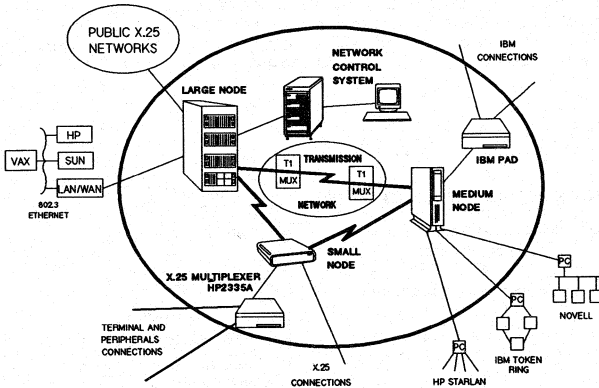 PUBLIC X.25
NETWORKS
NETWORK
CONTROL
SYSTEM
IBM
CONNECTIONS
LARGE NODE
HP
VAX
SUN
LAN/WAN
802.3
ETHERNET
TRANSMISSION
T1
MUX
T1
MUX
NETWORK
IBM PAD
MEDIUM
NODE
SMALL
NODE
X.25 MULTIPLEXER
HP2335A
TERMINAL AND
PERIPHERALS
CONNECTIONS
X.25
CONNECTIONS
PC
HP STARLAN
PC
IBM TOKEN
RING
PC
NOVELL